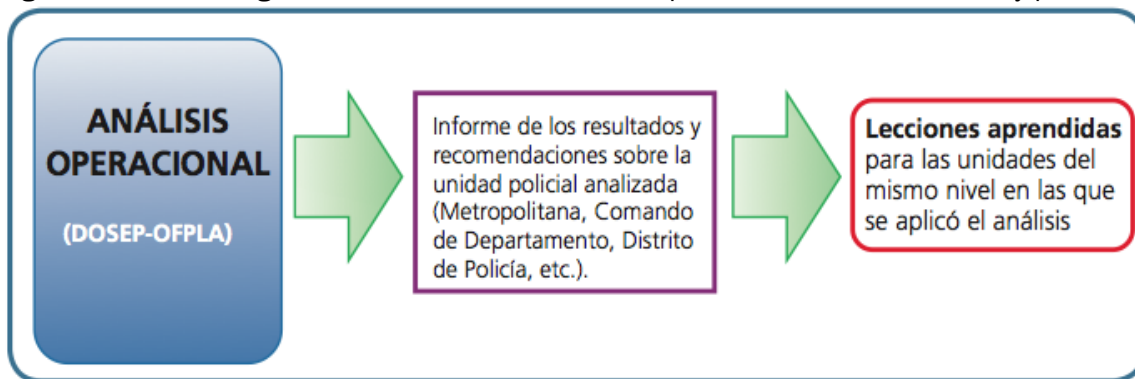 ANÁLISIS
OPERACIONAL
(DOSEP-OFPLA)
Informe de los resultados y
recomendaciones sobre la
unidad policial analizada
(Metropolitana, Comando
de Departamento, Distrito
de Policía, etc.).
Lecciones aprendidas
para las unidades del
mismo nivel en las que
se aplicó el análisis